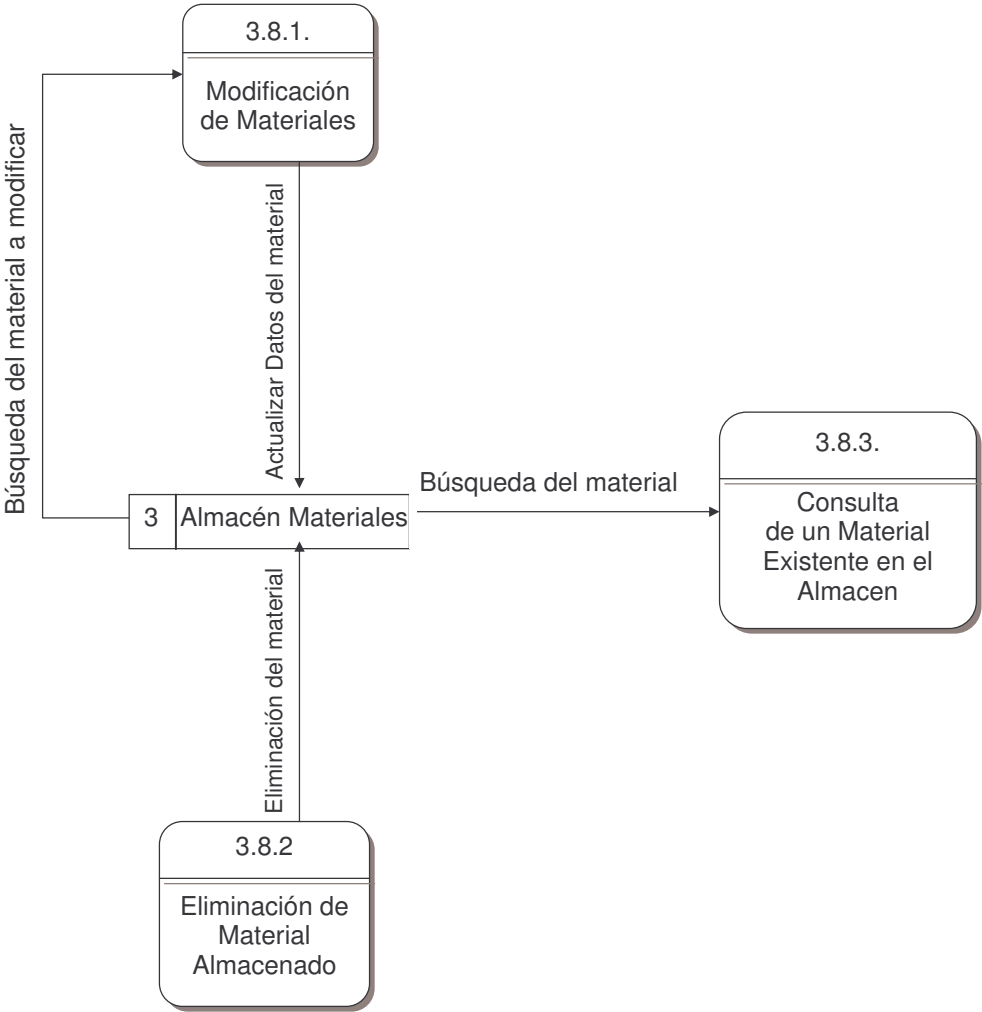 3.8.1.
Modificación
de Materiales
Búsqueda del material a modificar
Actualizar Datos del material
3
Almacén Materiales
Búsqueda del material
3.8.3.
Consulta
de un Material
Existente en el
Almacen
Eliminación del material
3.8.2
Eliminación de
Material
Almacenado